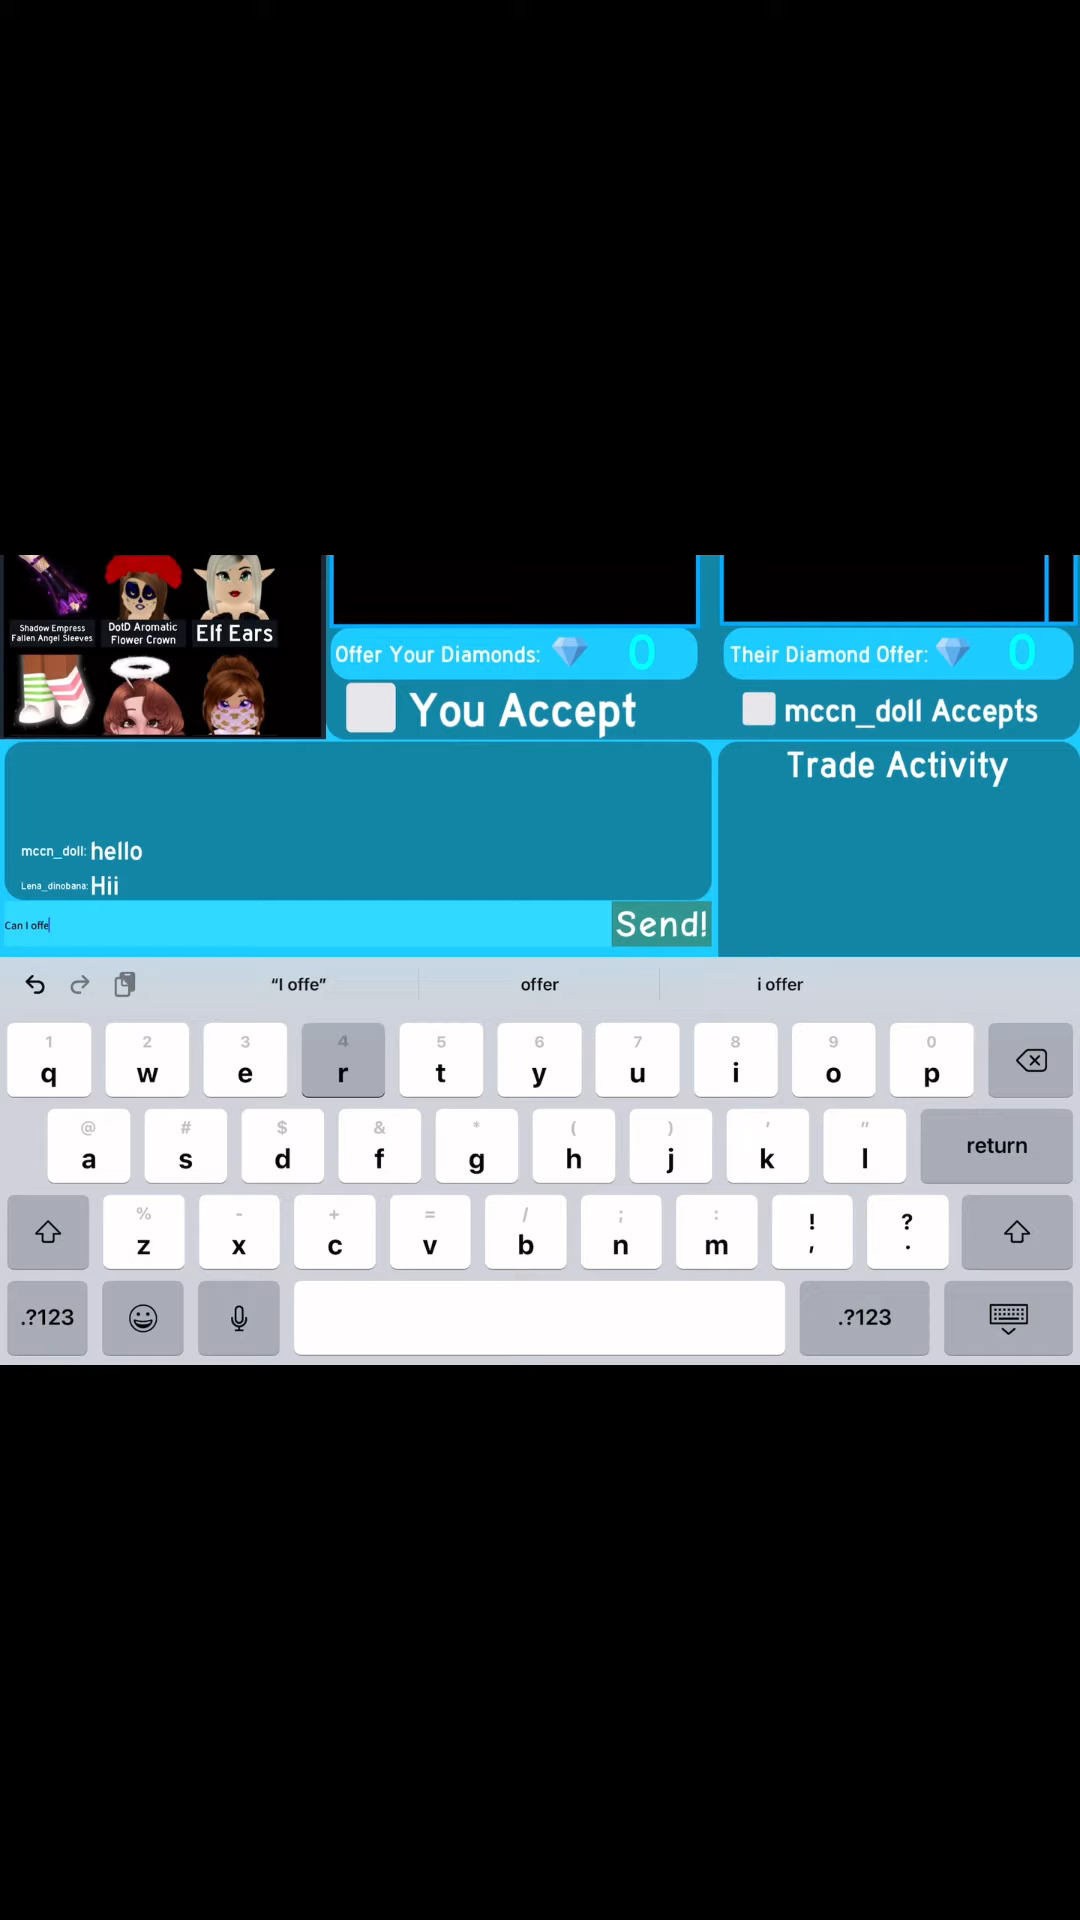 Shadow Empress
Fallen Angel Sleeves
DotD Aromatic
Flower Crown
Elf Ears
Offer Your Diamonds: 0
Their Diamond Offer: 0
You Accept
mccn_doll Accepts
Trade Activity
mccn_doll: hello
Lena_dinobana: Hii
Can I offe
Send!
“I offe” offer i offer
1 2 3 4 5 6 7 8 9 0
q w e r t y u i o p
@ # $ & * ( ) ' "
a s d f g h j k l return
% - + = / ; : ! ?
z x c v b n m , .
.?123 .?123